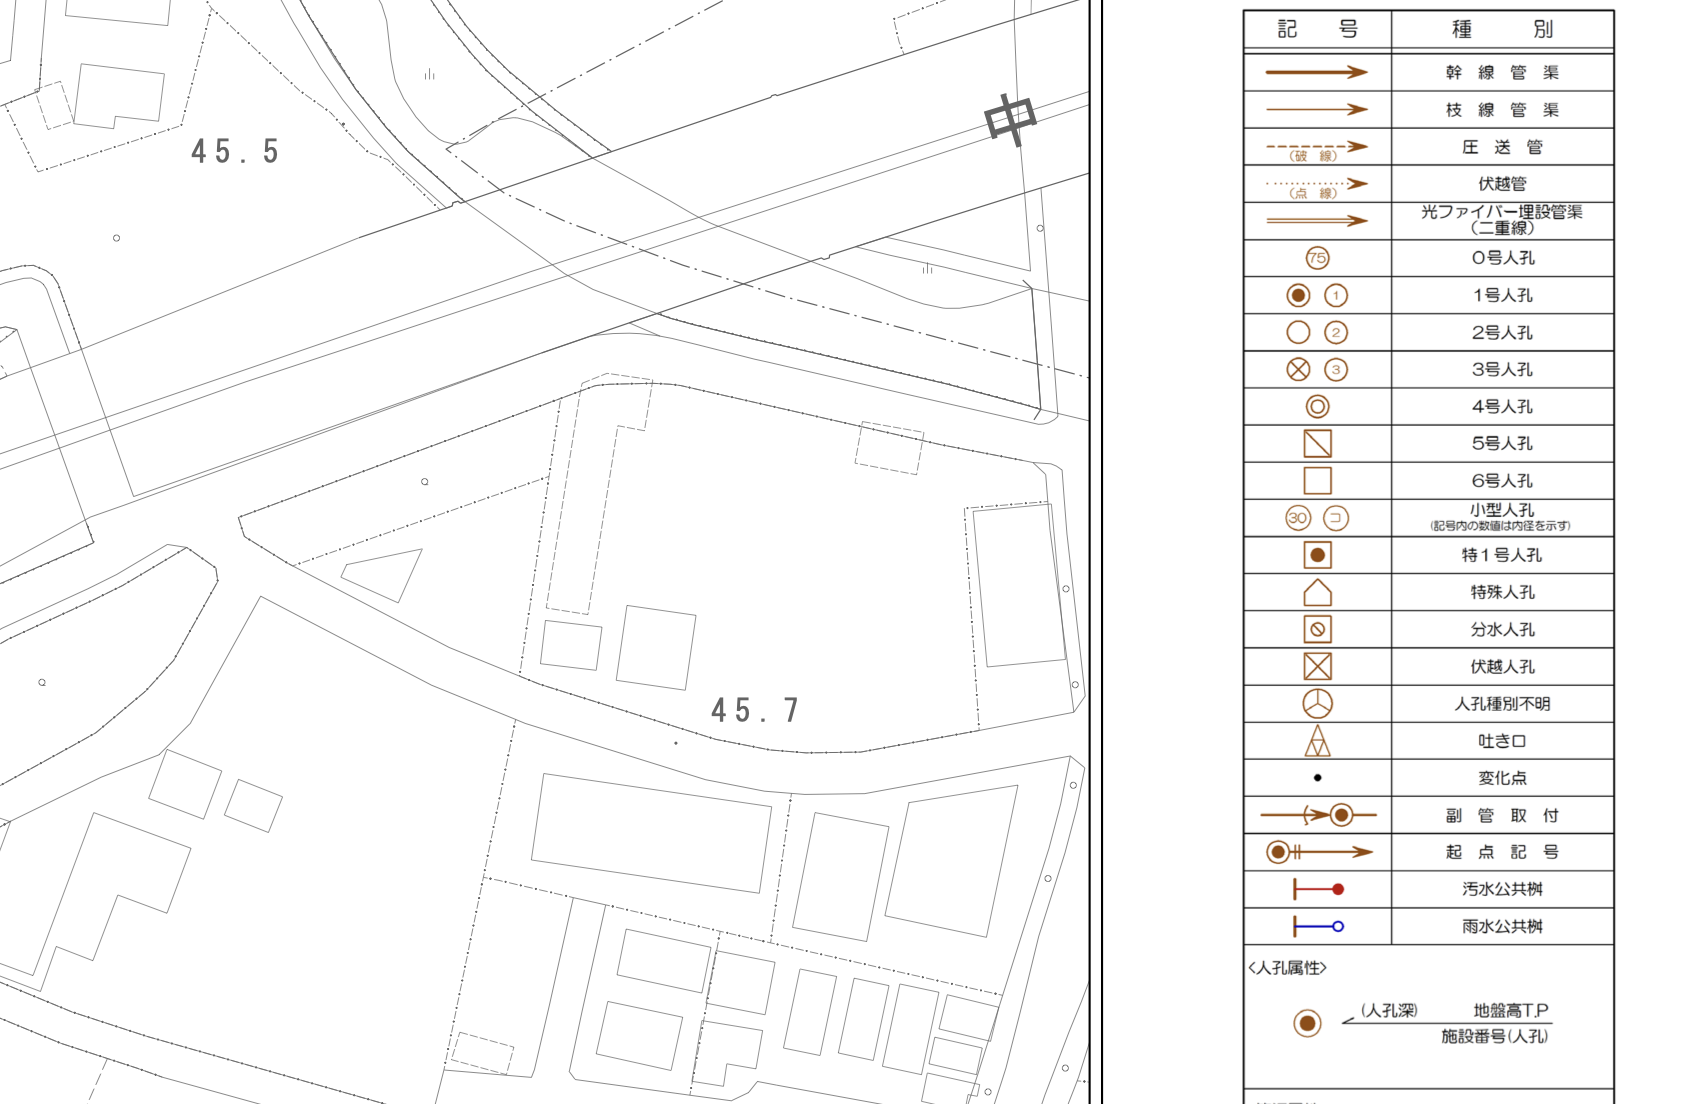 45.5
中
45.7
記 号 種 別
幹 線 管 渠
枝 線 管 渠
(破 線) 圧 送 管
(点 線) 伏越管
光ファイバー埋設管渠
(二重線)
75 0号人孔
1 1号人孔
2 2号人孔
3 3号人孔
4号人孔
5号人孔
6号人孔
30 コ 小型人孔
(記号内の数値は内径を示す)
特1号人孔
特殊人孔
分水人孔
伏越人孔
人孔種別不明
吐き口
変化点
副 管 取 付
起 点 記 号
汚水公共桝
雨水公共桝
<人孔属性>
(人孔深) 地盤高T.P
施設番号(人孔)